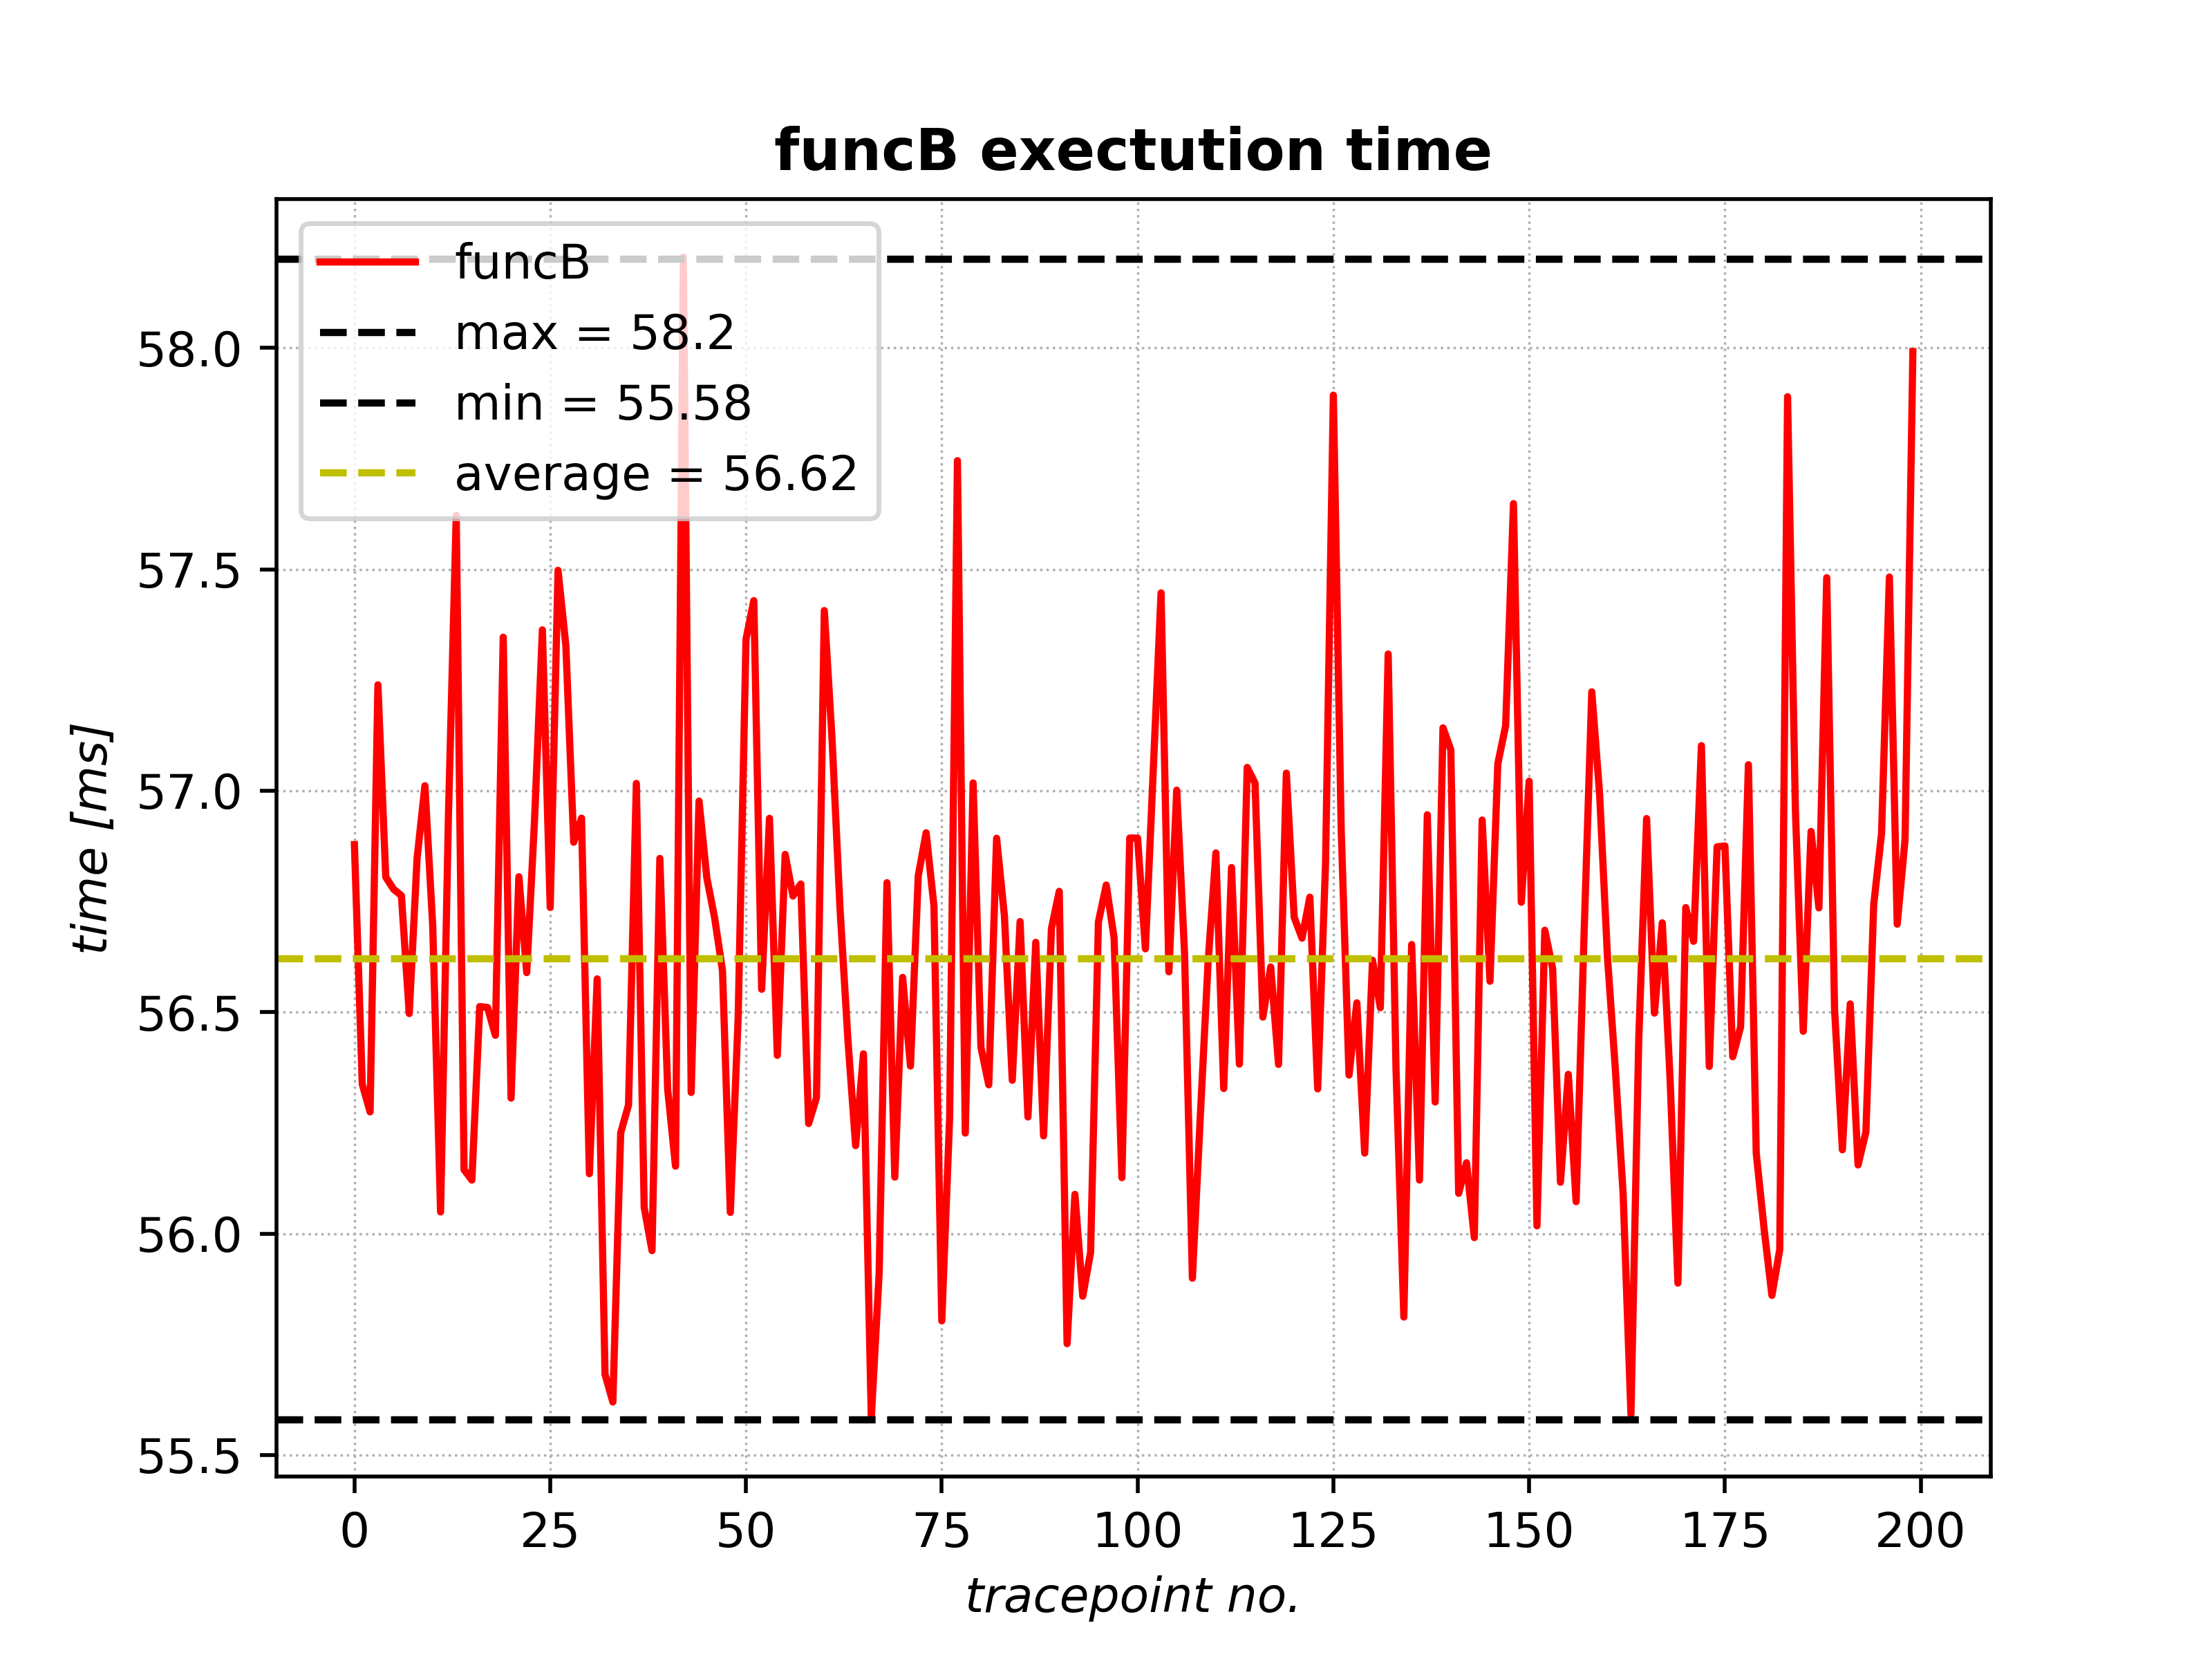 funcB exectution time
funcB
max = 58.2
min = 55.58
average = 56.62
58.0
57.5
57.0
56.5
56.0
55.5
time [ms]
0 25 50 75 100 125 150 175 200
tracepoint no.